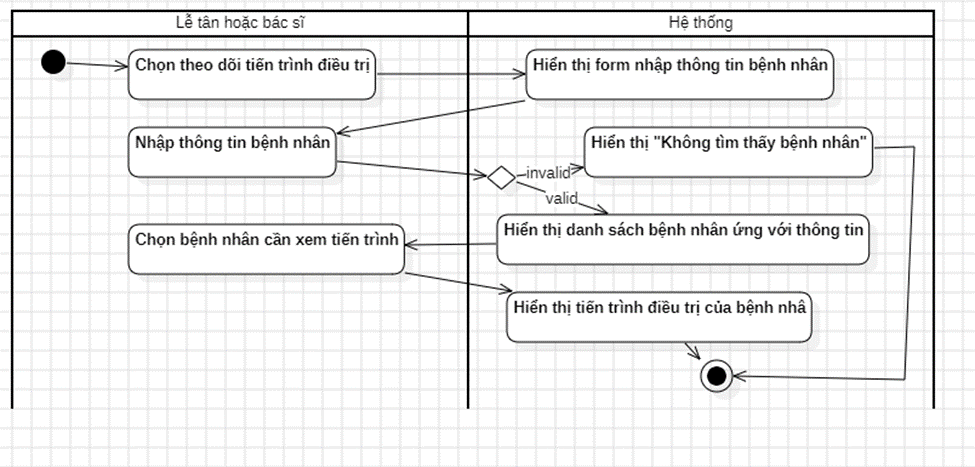 Lễ tân hoặc bác sĩ
Hệ thống
Chọn theo dõi tiến trình điều trị
Hiển thị form nhập thông tin bệnh nhân
Nhập thông tin bệnh nhân
Hiển thị "Không tìm thấy bệnh nhân"
invalid
valid
Hiển thị danh sách bệnh nhân ứng với thông tin
Chọn bệnh nhân cần xem tiến trình
Hiển thị tiến trình điều trị của bệnh nhâ